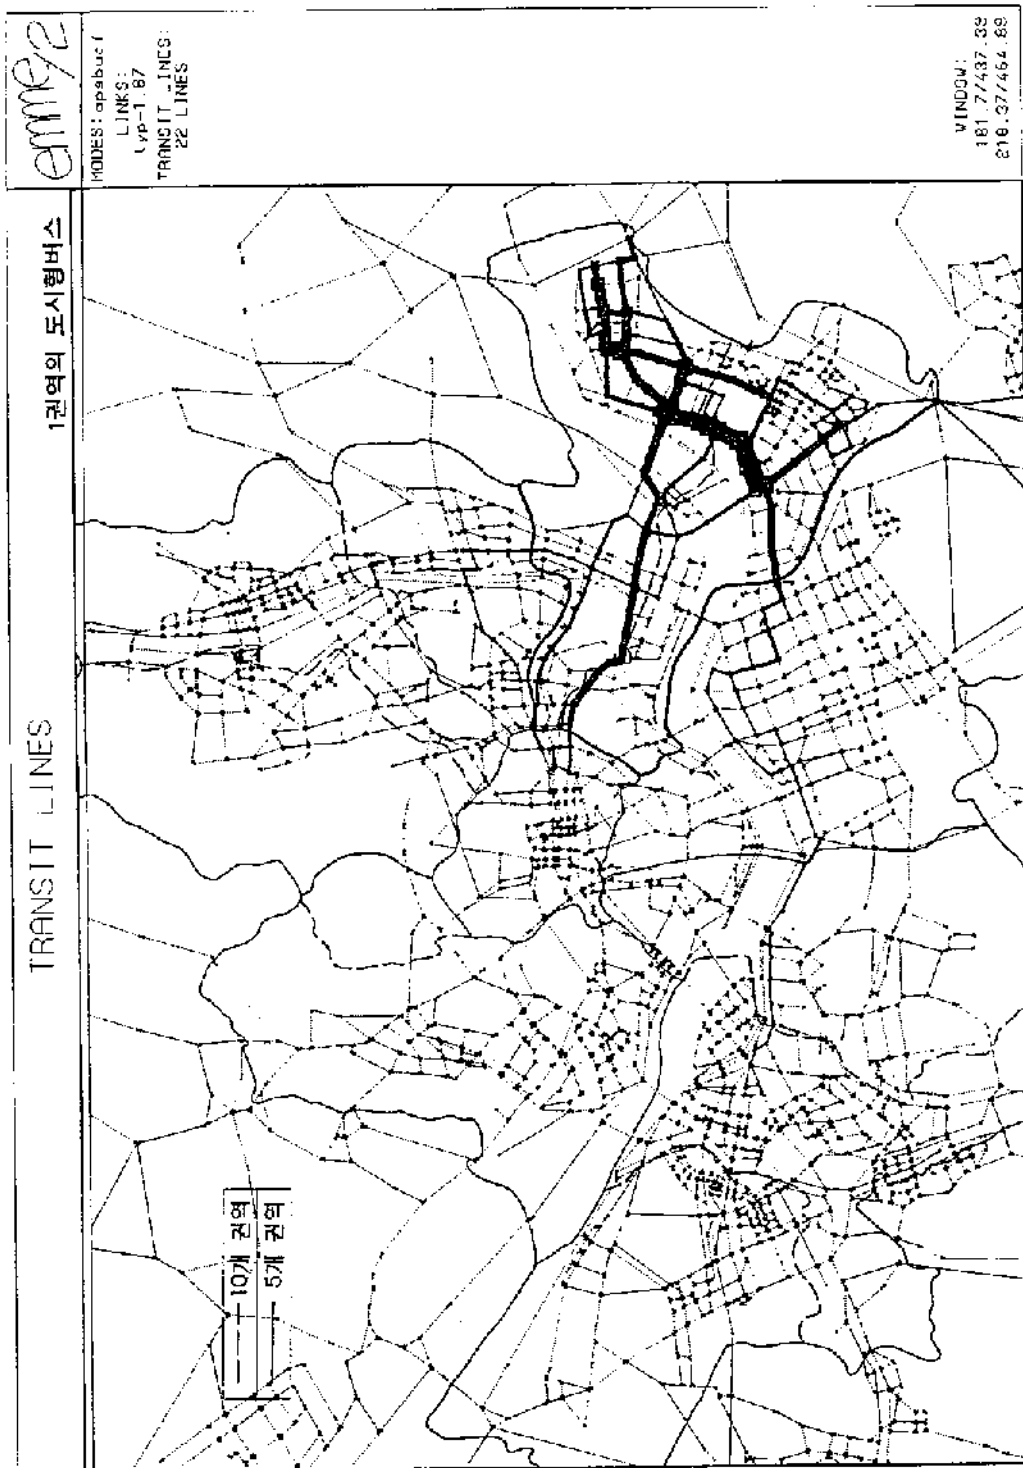 TRANSIT LINES
1권역의 도시형버스
emme/2
MODES: apabucf
LINKS:
typ=1.87
TRANSIT LINES:
22 LINES
WINDOW:
181.7/437.39
218.37/464.89
10개 권역
5개 권역